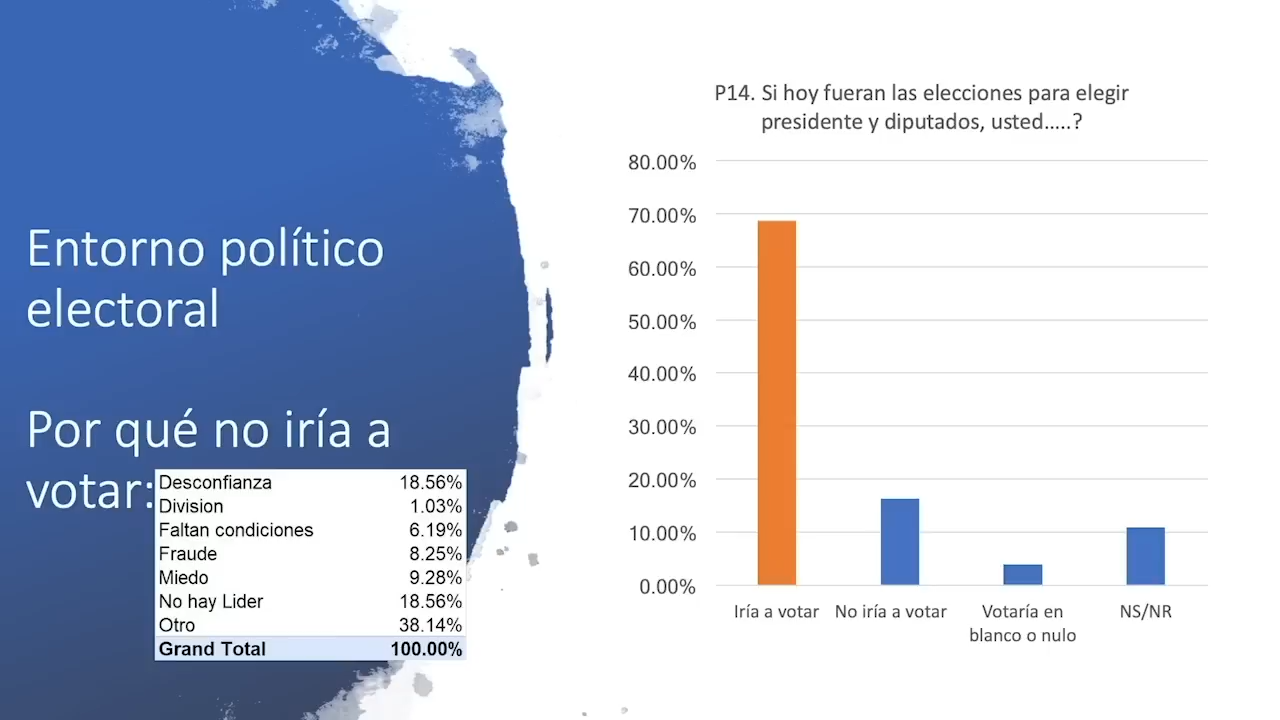 Entorno político
electoral
Por qué no iría a
votar:
Desconfianza 18.56%
Division 1.03%
Faltan condiciones 6.19%
Fraude 8.25%
Miedo 9.28%
No hay Lider 18.56%
Otro 38.14%
Grand Total 100.00%
P14. Si hoy fueran las elecciones para elegir
presidente y diputados, usted.....?
80.00%
70.00%
60.00%
50.00%
40.00%
30.00%
20.00%
10.00%
0.00%
Iría a votar
No iría a votar
Votaría en
blanco o nulo
NS/NR